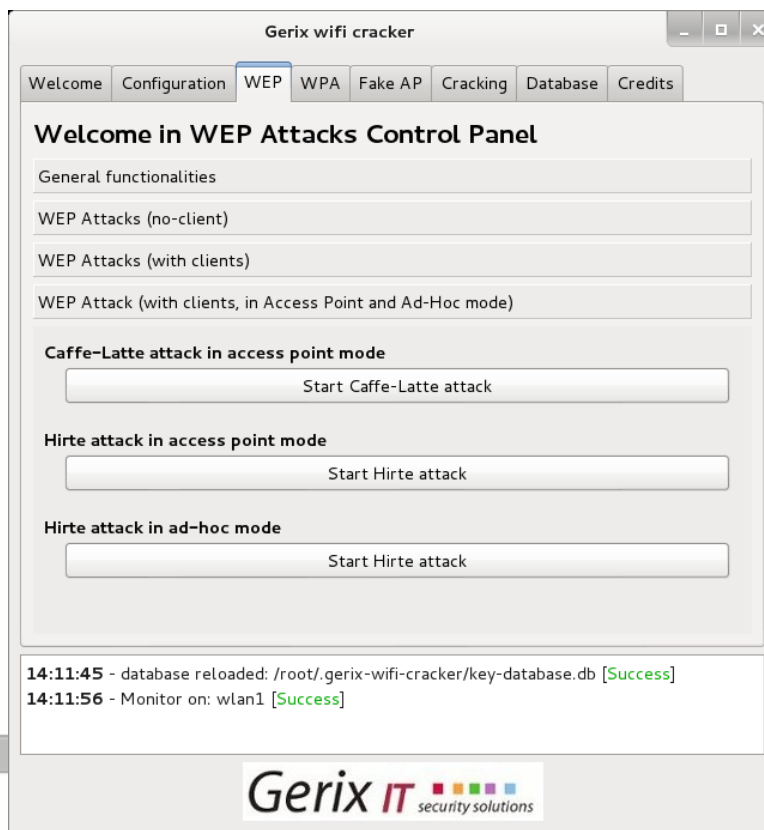 Gerix wifi cracker
Welcome Configuration WEP WPA Fake AP Cracking Database Credits
Welcome in WEP Attacks Control Panel
General functionalities
WEP Attacks (no-client)
WEP Attacks (with clients)
WEP Attack (with clients, in Access Point and Ad-Hoc mode)
Caffe-Latte attack in access point mode
Start Caffe-Latte attack
Hirte attack in access point mode
Start Hirte attack
Hirte attack in ad-hoc mode
Start Hirte attack
14:11:45 - database reloaded: /root/.gerix-wifi-cracker/key-database.db [Success]
14:11:56 - Monitor on: wlan1 [Success]
Gerix IT security solutions